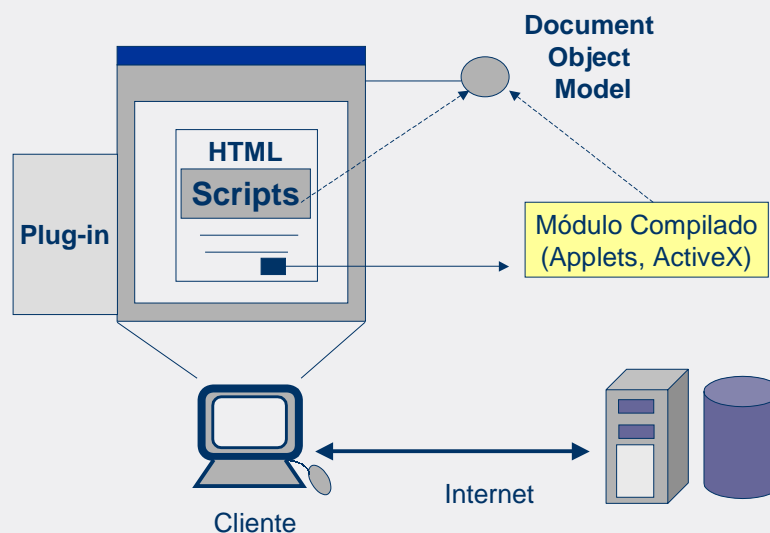 Document
Object
Model
HTML
Scripts
Plug-in
Módulo Compilado
(Applets, ActiveX)
Internet
Cliente